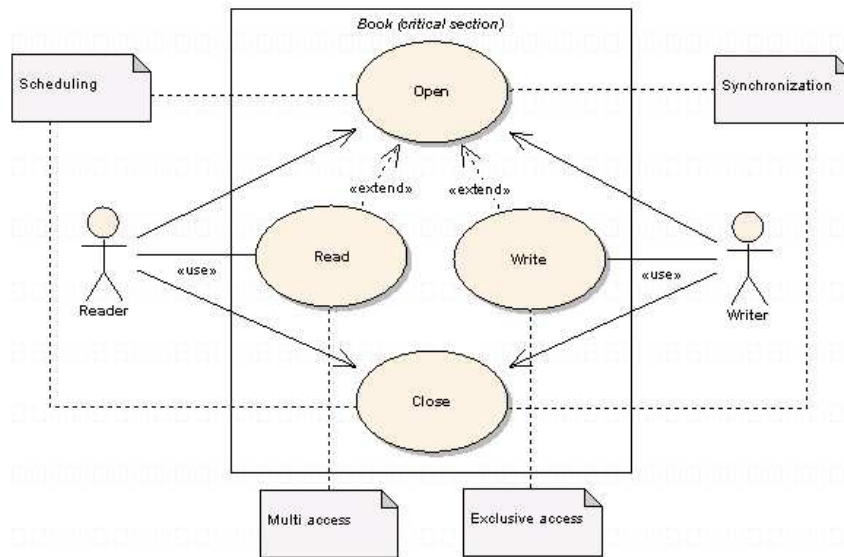 Book (critical section)
Scheduling
Open
Synchronization
«extend»
«extend»
Read
Write
«use»
«use»
Reader
Writer
Close
Multi access
Exclusive access